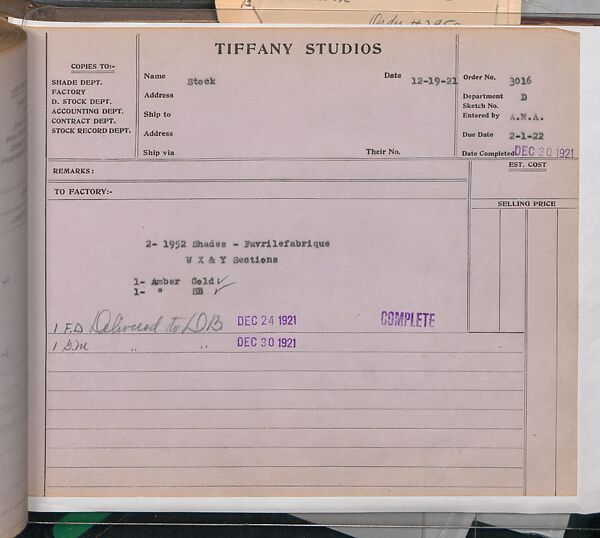 TIFFANY STUDIOS
COPIES TO:-
SHADE DEPT.
FACTORY
D. STOCK DEPT.
ACCOUNTING DEPT.
CONTRACT DEPT.
STOCK RECORD DEPT.
Name Stock Date 12-19-21
Address
Ship to
Address
Ship via Their No.
Order No. 3016
Department D
Sketch No.
Entered by A.M.A.
Due Date 2-1-22
Date Completed DEC 30 1921
REMARKS:
EST. COST
TO FACTORY:-
SELLING PRICE
2- 1952 Shades - Favrilefabrique
W X & Y Sections
1- Amber Gold ✓
1- " SB ✓
1 F.D Delivered to DB DEC 24 1921 COMPLETE
1 " " DEC 30 1921